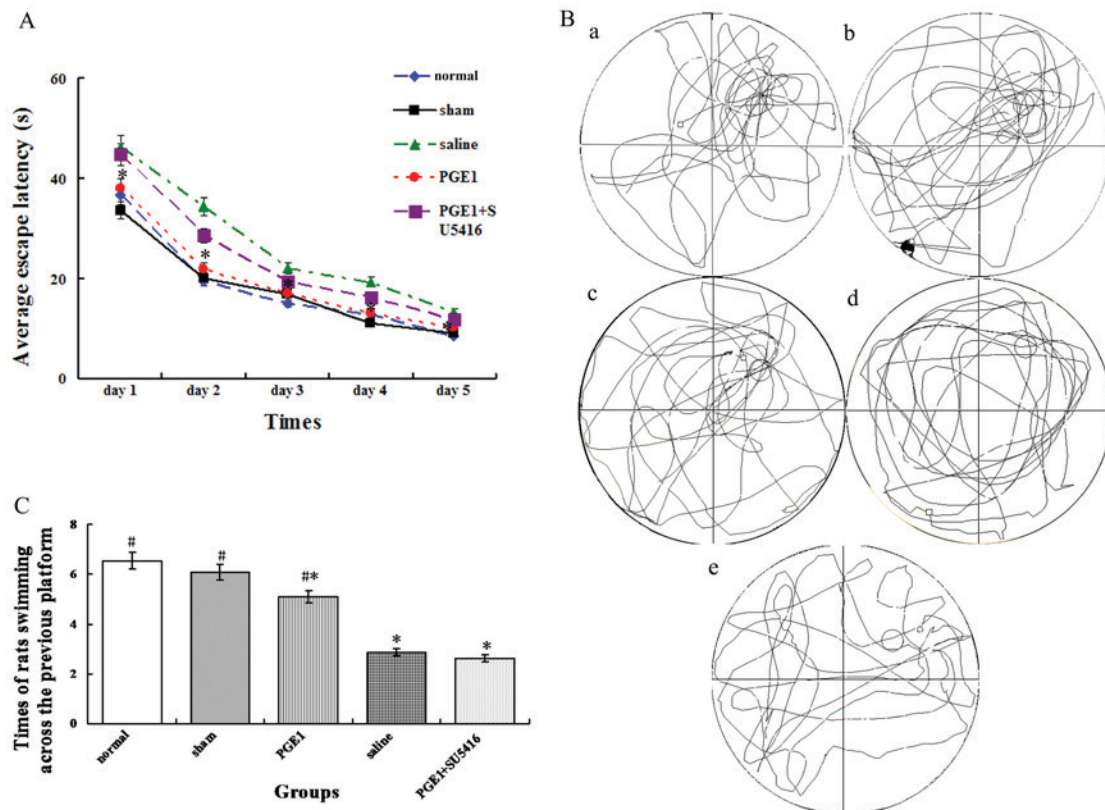 A
60
40
20
0
Average escape latency (s)
normal
sham
saline
PGE1
PGE1+S
U5416
*
*
*
*
*
day 1 day 2 day 3 day 4 day 5
Times
B
a
b
c
d
e
C
8
6
4
2
0
Times of rats swimming
across the previous platform
#
#
#*
*
*
normal
sham
PGE1
saline
PGE1+SU5416
Groups